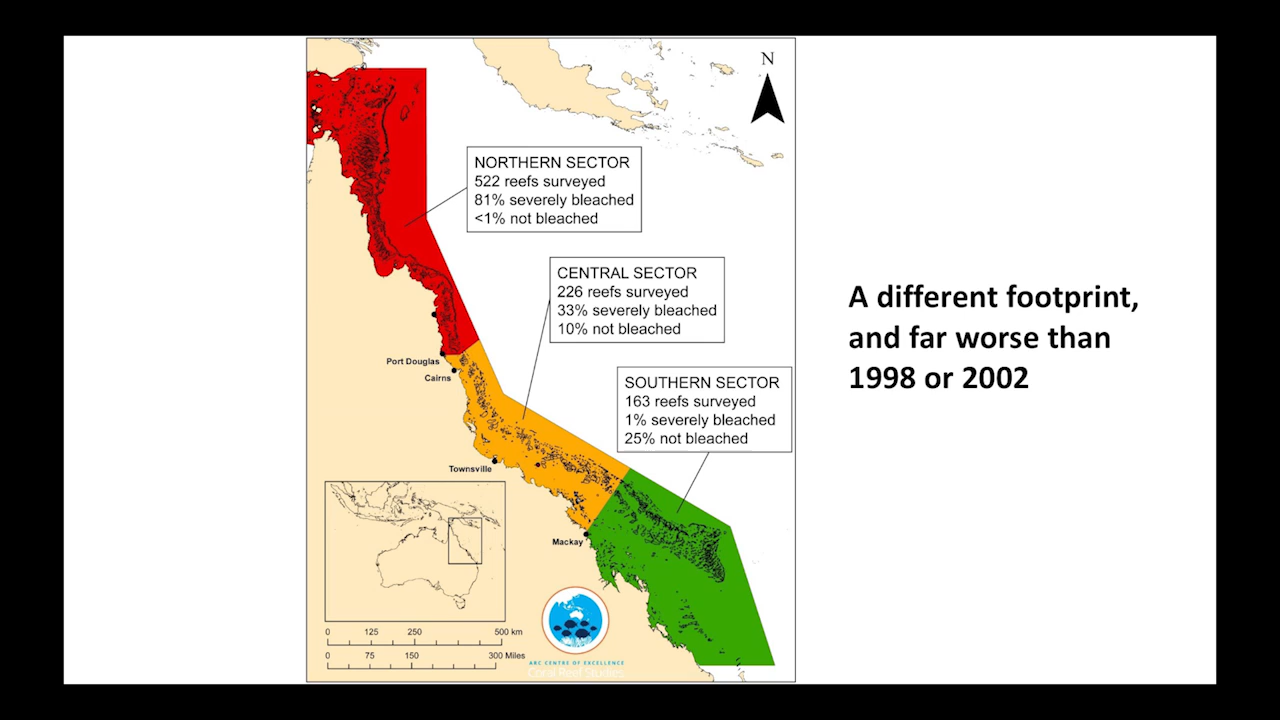 N
NORTHERN SECTOR
522 reefs surveyed
81% severely bleached
<1% not bleached
CENTRAL SECTOR
226 reefs surveyed
33% severely bleached
10% not bleached
A different footprint,
and far worse than
1998 or 2002
Port Douglas
Cairns
SOUTHERN SECTOR
163 reefs surveyed
1% severely bleached
25% not bleached
Townsville
Mackay
0 125 250 500 km
0 75 150 300 Miles
ARC CENTRE OF EXCELLENCE
Coral Reef Studies